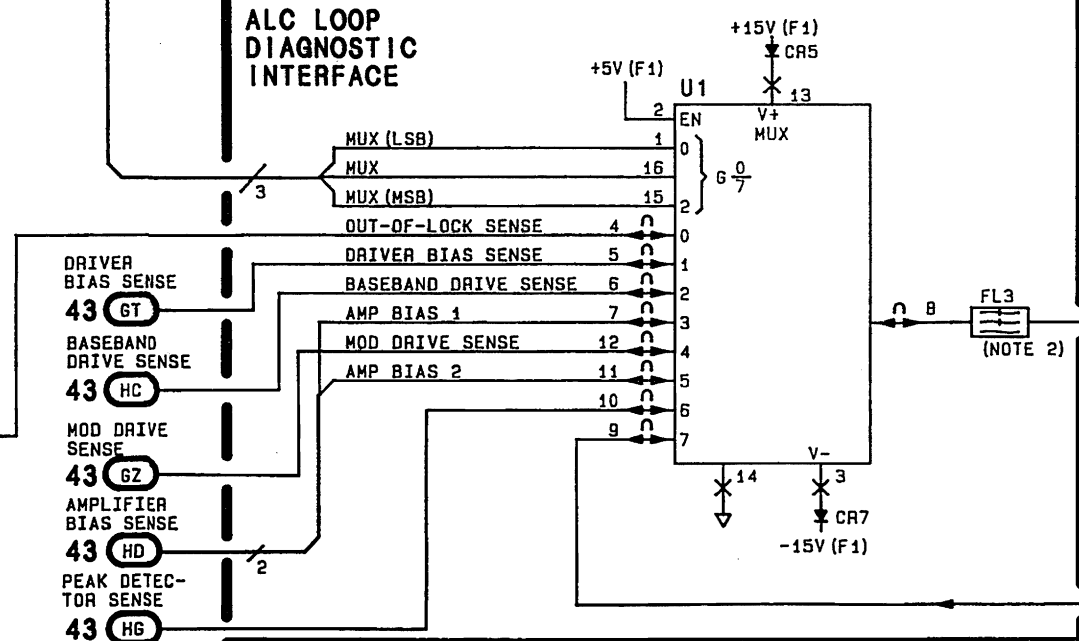 ALC LOOP
DIAGNOSTIC
INTERFACE
+15V(F1)
CR5
+5V(F1)
U1
13
2 EN
V+
MUX
MUX(LSB) 1 0
MUX 16
G 0/7
3
MUX(MSB) 15 2
OUT-OF-LOCK SENSE 4 0
DRIVER
BIAS SENSE
43 GT
DRIVER BIAS SENSE 5 1
BASEBAND DRIVE SENSE 6 2
AMP BIAS 1 7 3
8
FL3
(NOTE 2)
BASEBAND
DRIVE SENSE
43 HC
MOD DRIVE SENSE 12 4
AMP BIAS 2 11 5
10 6
9 7
MOD DRIVE
SENSE
43 GZ
V-
14
3
AMPLIFIER
BIAS SENSE
43 HD
2
CR7
-15V(F1)
PEAK DETEC-
TOR SENSE
43 HG